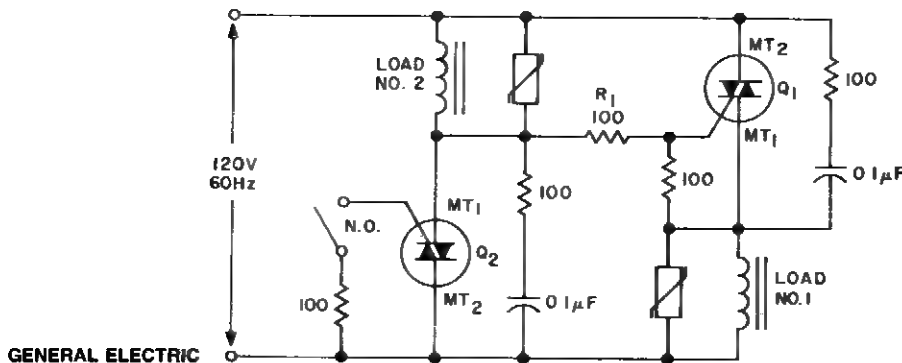 LOAD
NO. 2
MT2
100
Q1
R1
100
MT1
120V
60Hz
100
100
0.1μF
MT1
N.O.
Q2
100
MT2
0.1μF
LOAD
NO.1
GENERAL ELECTRIC